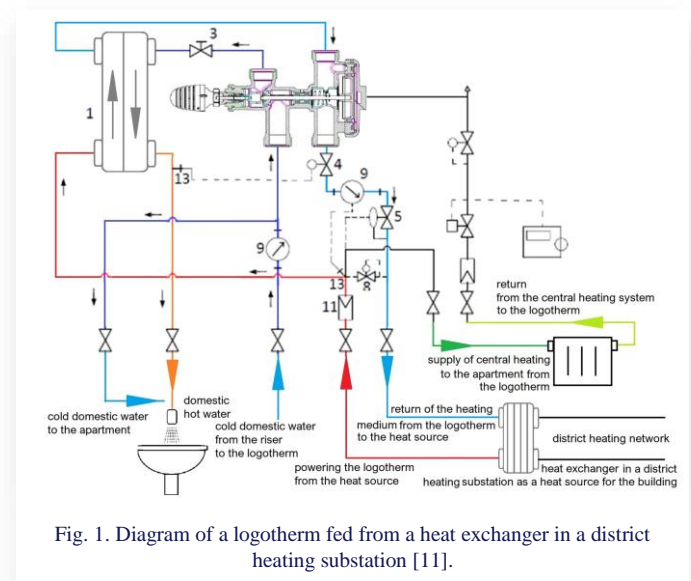 3
1
4
9
13
5
9
13
8
11
return
from the central heating system
to the logotherm
supply of central heating
to the apartment from
the logotherm
domestic
hot water
cold domestic water
to the apartment
cold domestic water
from the riser
to the logotherm
return of the heating
medium from the logotherm
to the heat source
district heating network
powering the logotherm
from the heat source
heat exchanger in a district
heating substation as a heat source for the building
Fig. 1. Diagram of a logotherm fed from a heat exchanger in a district
heating substation [11].